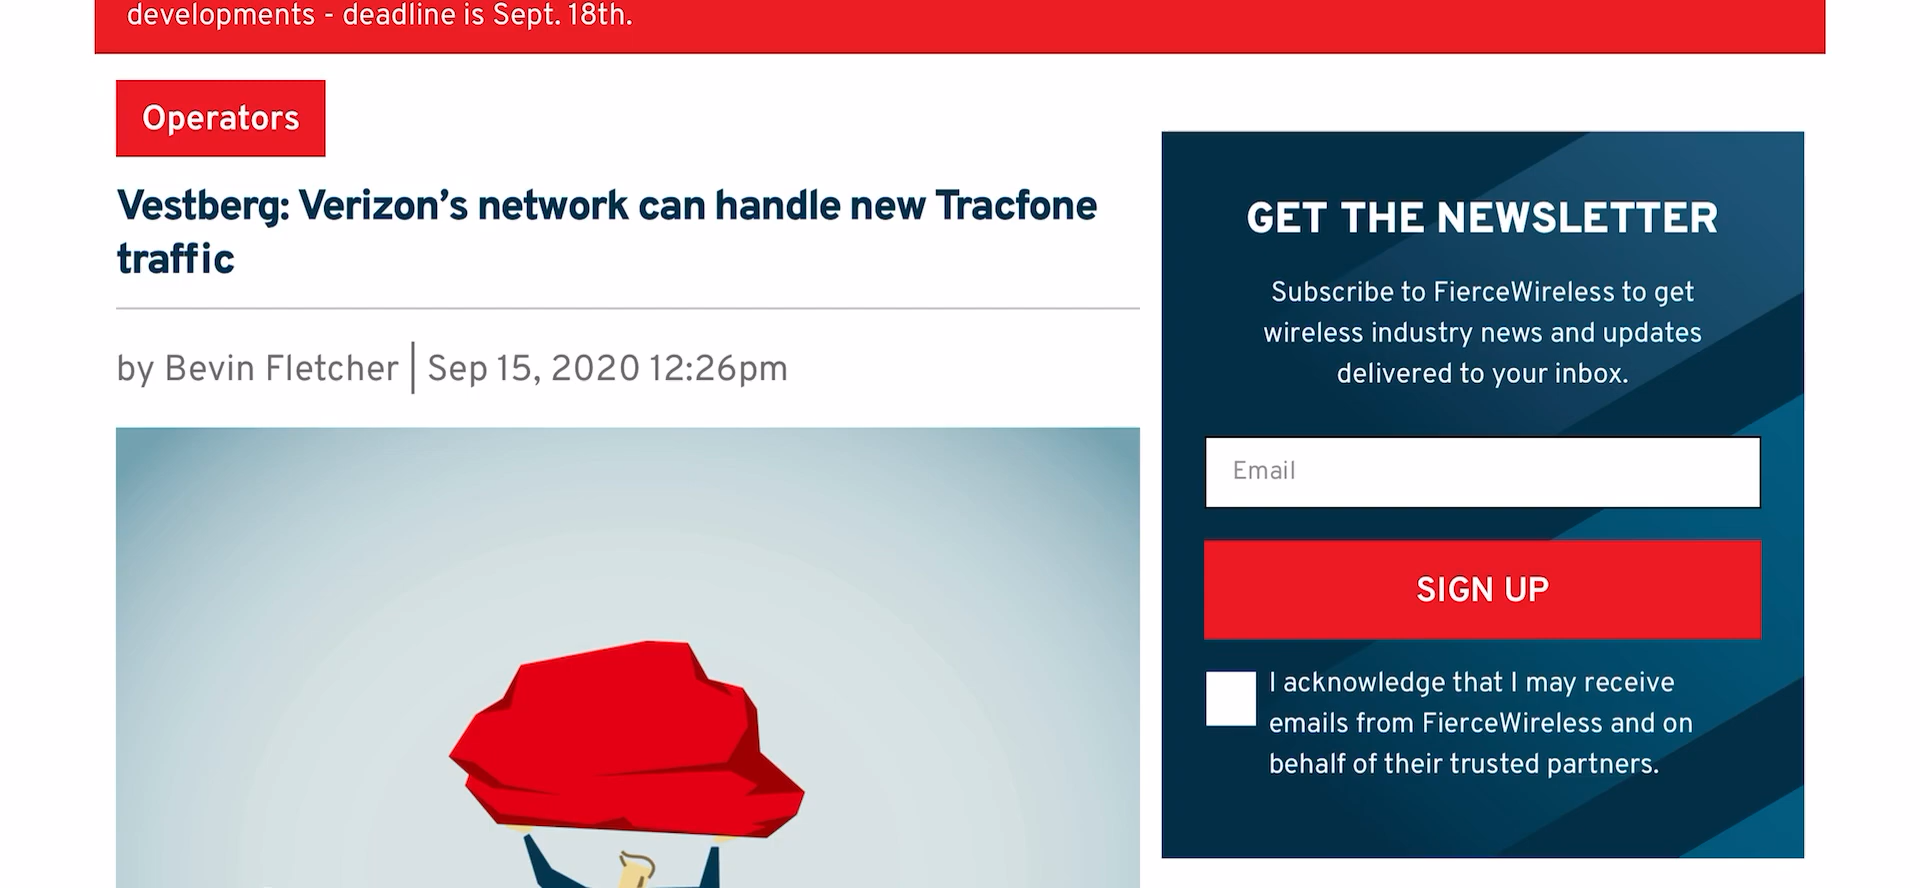 developments - deadline is Sept. 18th.
Operators
Vestberg: Verizon’s network can handle new Tracfone
traffic
by Bevin Fletcher | Sep 15, 2020 12:26pm
GET THE NEWSLETTER
Subscribe to FierceWireless to get
wireless industry news and updates
delivered to your inbox.
Email
SIGN UP
I acknowledge that I may receive
emails from FierceWireless and on
behalf of their trusted partners.